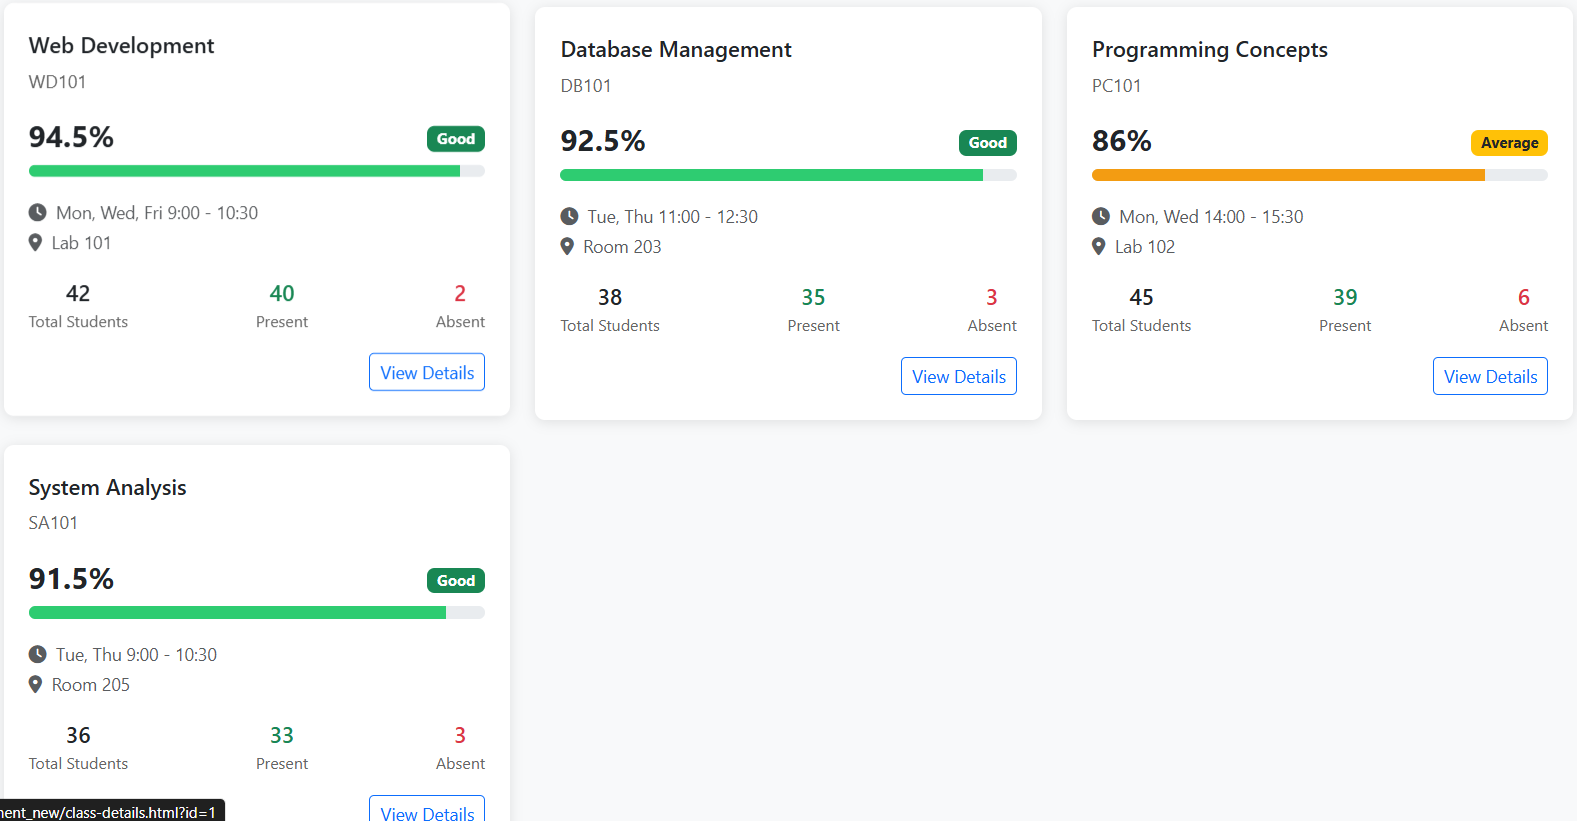 Web Development
WD101
94.5%
Good
Mon, Wed, Fri 9:00 - 10:30
Lab 101
42
40
2
Total Students
Present
Absent
View Details
Database Management
DB101
92.5%
Good
Tue, Thu 11:00 - 12:30
Room 203
38
35
3
Total Students
Present
Absent
View Details
Programming Concepts
PC101
86%
Average
Mon, Wed 14:00 - 15:30
Lab 102
45
39
6
Total Students
Present
Absent
View Details
System Analysis
SA101
91.5%
Good
Tue, Thu 9:00 - 10:30
Room 205
36
33
3
Total Students
Present
Absent
View Details
nent_new/class-details.html?id=1